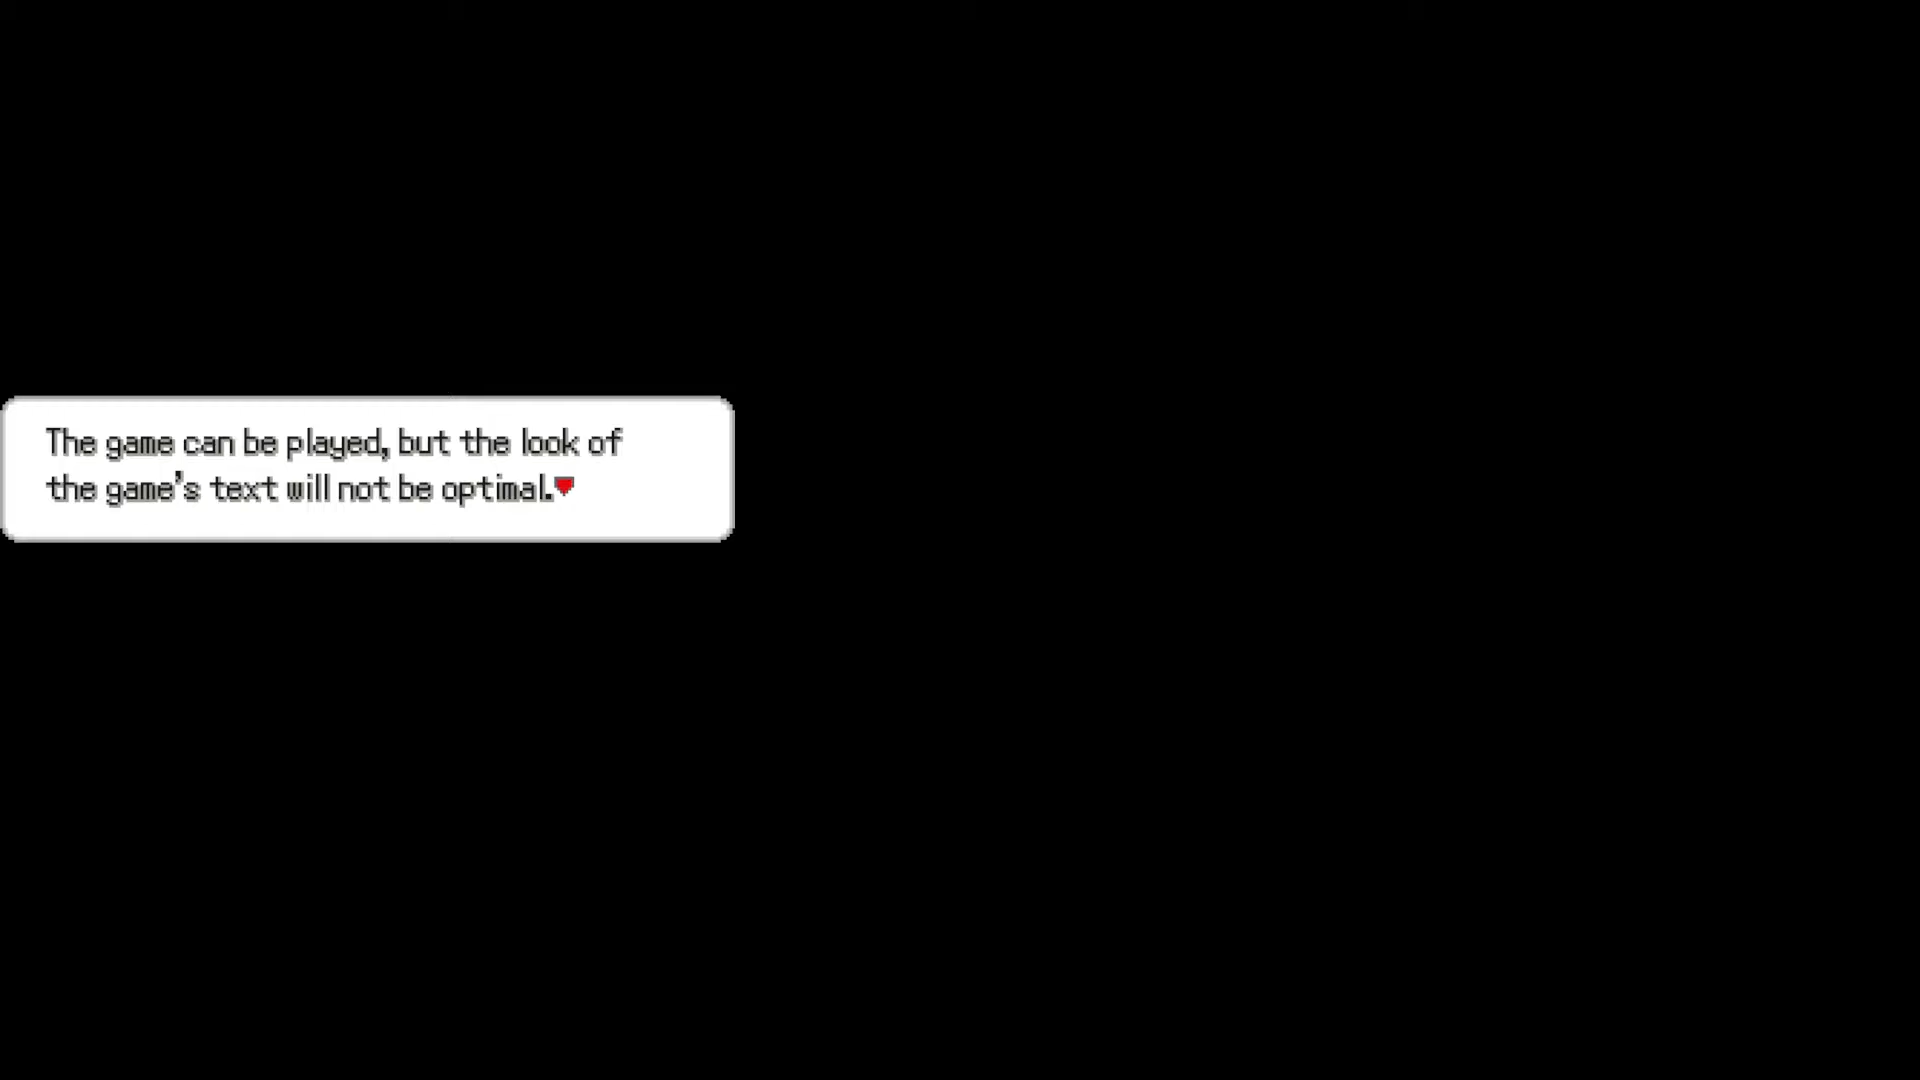 The game can be played, but the look of
the game's text will not be optimal.